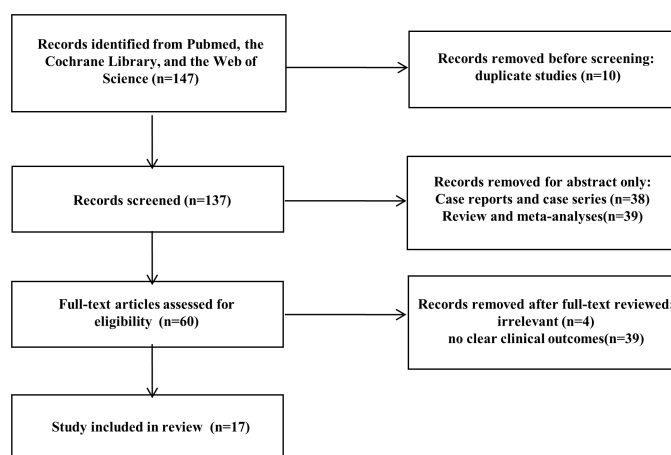 Records identified from Pubmed, the
Cochrane Library, and the Web of
Science (n=147)
Records removed before screening:
duplicate studies (n=10)
Records screened (n=137)
Records removed for abstract only:
Case reports and case series (n=38)
Review and meta-analyses(n=39)
Full-text articles assessed for
eligibility (n=60)
Records removed after full-text reviewed:
irrelevant (n=4)
no clear clinical outcomes(n=39)
Study included in review (n=17)